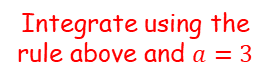 Integrate using the
rule above and a = 3